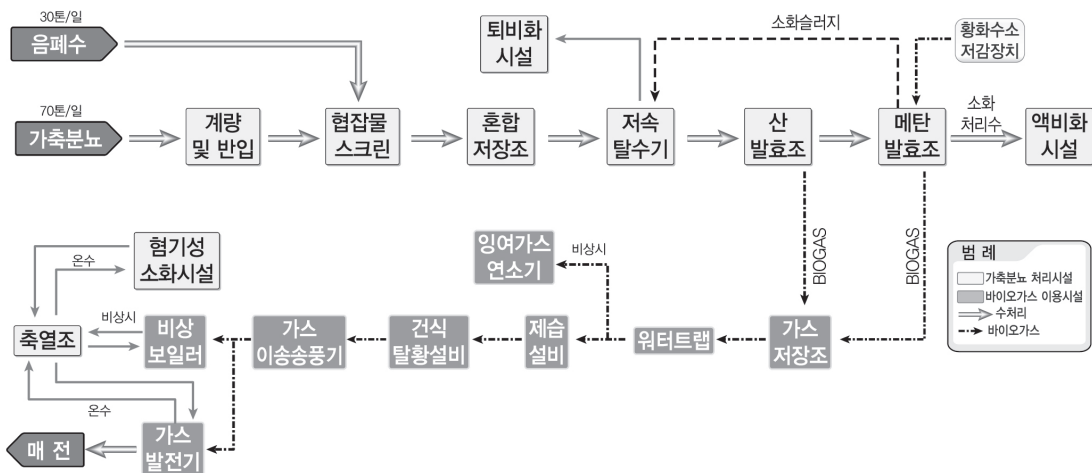 30톤/일
음폐수
퇴비화
시설
소화슬러지
황화수소
저감장치
70톤/일
가축분뇨
계량
및 반입
협잡물
스크린
혼합
저장조
저속
탈수기
산
발효조
메탄
발효조
소화
처리수
액비화
시설
BIOGAS
BIOGAS
혐기성
소화시설
온수
잉여가스
연소기
비상시
범 례
가축분뇨 처리시설
바이오가스 이용시설
수처리
바이오가스
축열조
비상시
비상
보일러
가스
이송송풍기
건식
탈황설비
제습
설비
워터트랩
가스
저장조
온수
매 전
가스
발전기